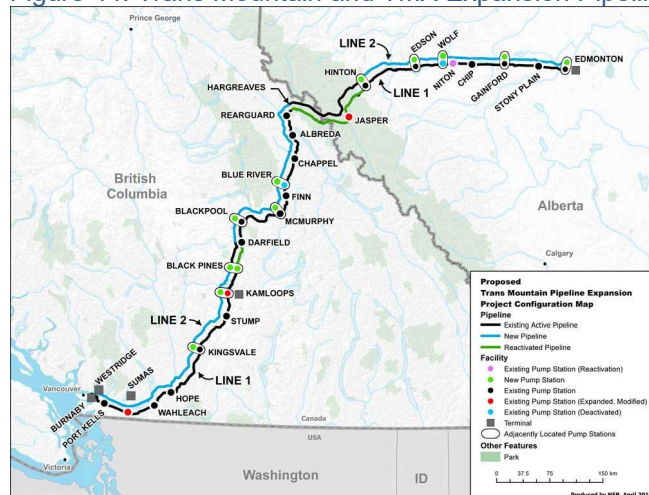 Prince George
LINE 2
EDSON
WOLF
EDMONTON
HINTON
NITON
CHIP
GAINFORD
STONY PLAIN
LINE 1
HARGREAVES
REARGUARD
JASPER
ALBREDA
British
Columbia
CHAPPEL
BLUE RIVER
FINN
Alberta
BLACKPOOL
MCMURPHY
DARFIELD
Calgary
BLACK PINES
KAMLOOPS
LINE 2
STUMP
KINGSVALE
WESTRIDGE
SUMAS
LINE 1
Vancouver
HOPE
BURNABY
PORT KELLS
WAHLEACH
Canada
USA
Victoria
Washington
ID
Proposed
Trans Mountain Pipeline Expansion
Project Configuration Map
Pipeline
Existing Active Pipeline
New Pipeline
Reactivated Pipeline
Facility
Existing Pump Station (Reactivation)
New Pump Station
Existing Pump Station
Existing Pump Station (Expanded, Modified)
Existing Pump Station (Deactivated)
Terminal
Adjacently Located Pump Stations
Other Features
Park
0 37.5 75 150 km
Produced by NEB, April